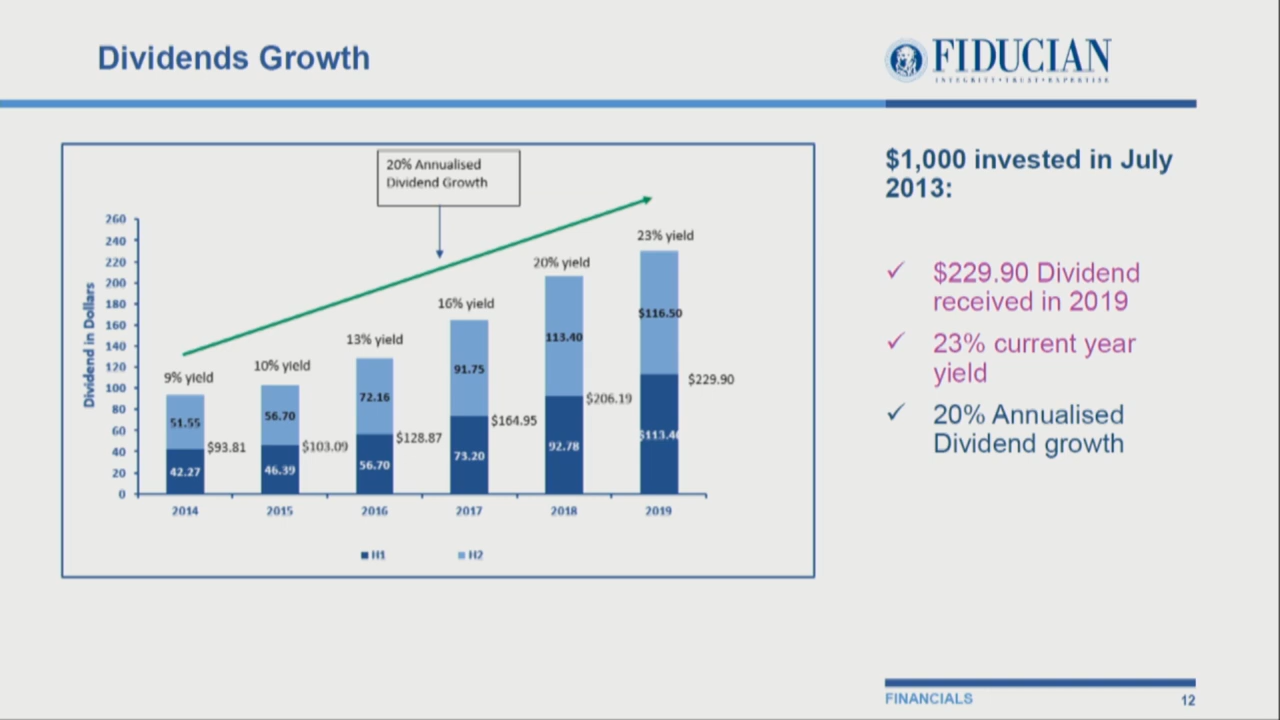 Dividends Growth
FIDUCIAN
INTEGRITY • TRUST • EXPERTISE
20% Annualised
Dividend Growth
Dividend in Dollars
260
240
220
200
180
160
140
120
100
80
60
40
20
0
9% yield
10% yield
13% yield
16% yield
20% yield
23% yield
51.55
56.70
72.16
91.75
113.40
$116.50
42.27
46.39
56.70
73.20
92.78
$113.40
$93.81
$103.09
$128.87
$164.95
$206.19
$229.90
2014
2015
2016
2017
2018
2019
H1
H2
$1,000 invested in July
2013:
✓ $229.90 Dividend
received in 2019
✓ 23% current year
yield
✓ 20% Annualised
Dividend growth
FINANCIALS
12